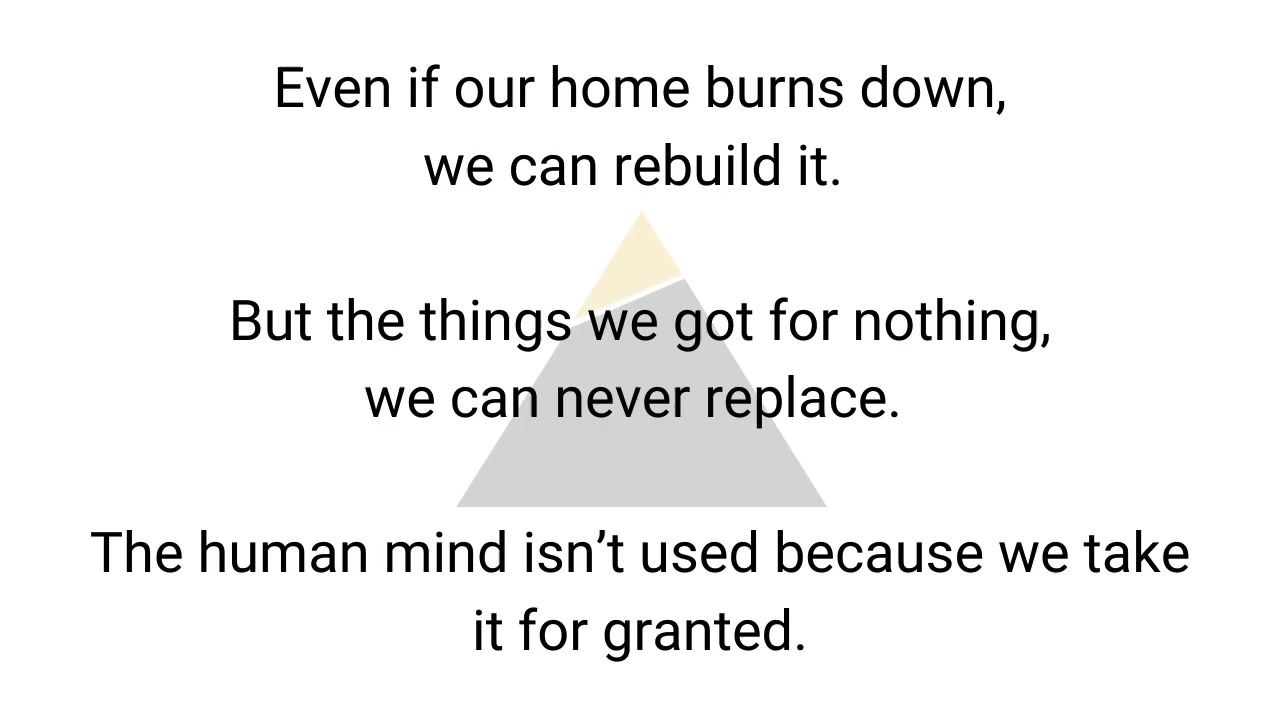 Even if our home burns down,
we can rebuild it.
But the things we got for nothing,
we can never replace.
The human mind isn’t used because we take
it for granted.